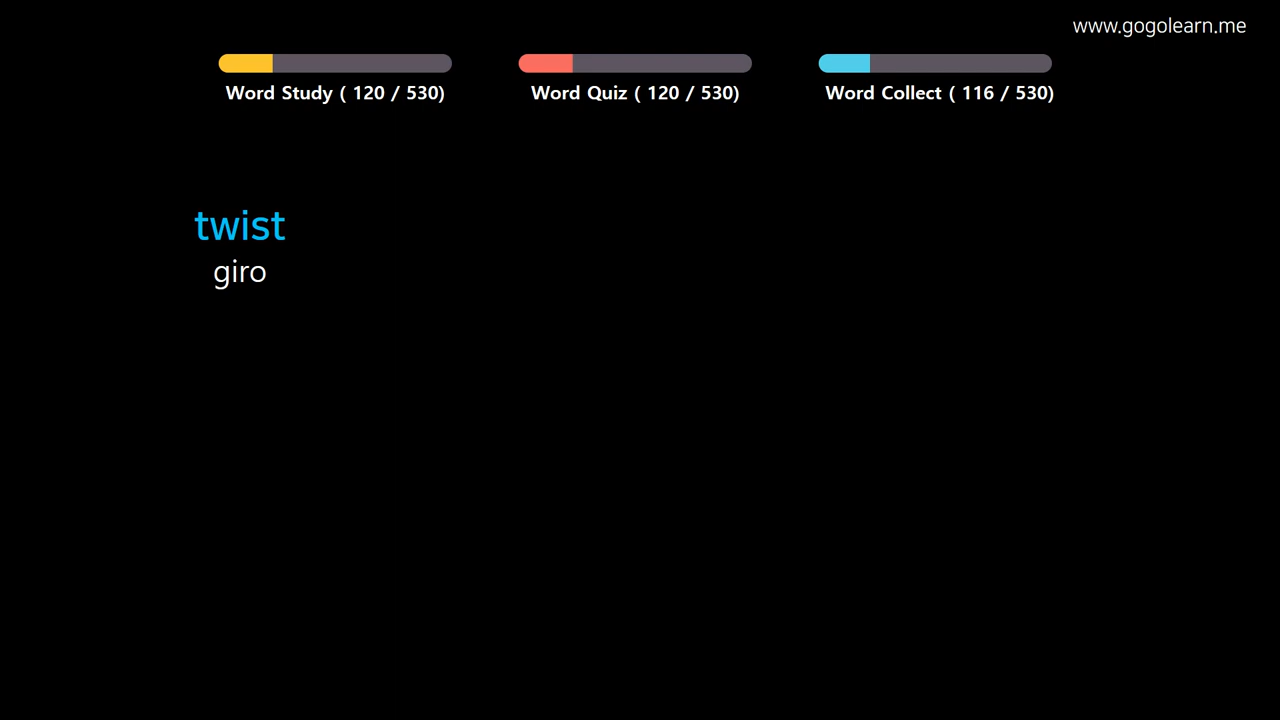 www.gogolearn.me
Word Study ( 120 / 530)
Word Quiz ( 120 / 530)
Word Collect ( 116 / 530)
twist
giro